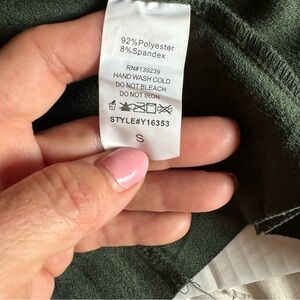 92%Polyester
8%Spandex
RN#139239
HAND WASH COLD
DO NOT BLEACH
DO NOT IRON
STYLE#Y16353
S